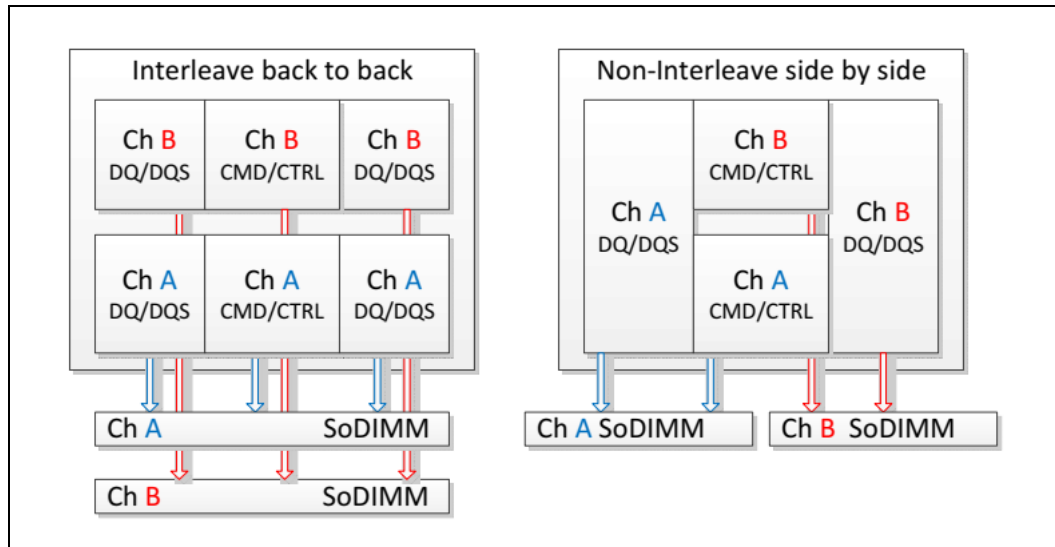 Interleave back to back
Ch B
DQ/DQS
Ch B
CMD/CTRL
Ch B
DQ/DQS
Ch A
DQ/DQS
Ch A
CMD/CTRL
Ch A
DQ/DQS
Ch A SoDIMM
Ch B SoDIMM
Non-Interleave side by side
Ch A
DQ/DQS
Ch B
CMD/CTRL
Ch A
CMD/CTRL
Ch B
DQ/DQS
Ch A SoDIMM
Ch B SoDIMM